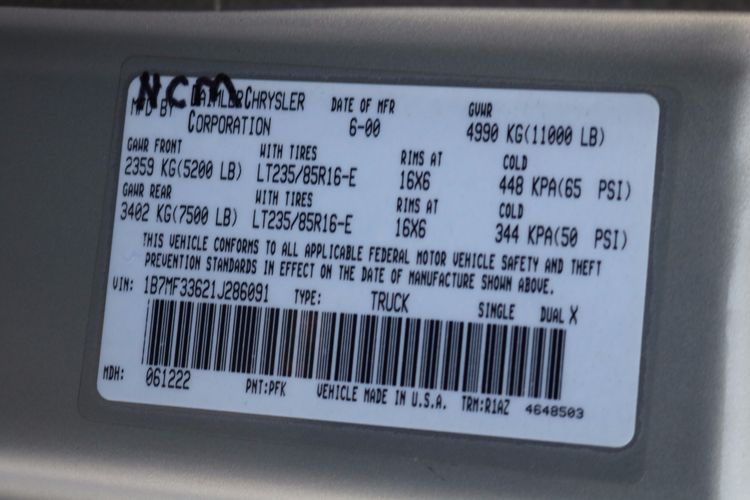 NCM
MFD BY DAIMLERCHRYSLER CORPORATION DATE OF MFR 6-00 GVWR 4990 KG(11000 LB)
GAWR FRONT WITH TIRES RIMS AT COLD
2359 KG(5200 LB) LT235/85R16-E 16X6 448 KPA(65 PSI)
GAWR REAR WITH TIRES RIMS AT COLD
3402 KG(7500 LB) LT235/85R16-E 16X6 344 KPA(50 PSI)
THIS VEHICLE CONFORMS TO ALL APPLICABLE FEDERAL MOTOR VEHICLE SAFETY AND THEFT
PREVENTION STANDARDS IN EFFECT ON THE DATE OF MANUFACTURE SHOWN ABOVE.
VIN: 1B7MF33621J286091 TYPE: TRUCK SINGLE DUAL X
MDH: 061222 PNT:PFK VEHICLE MADE IN U.S.A. TRM:R1AZ 4648503